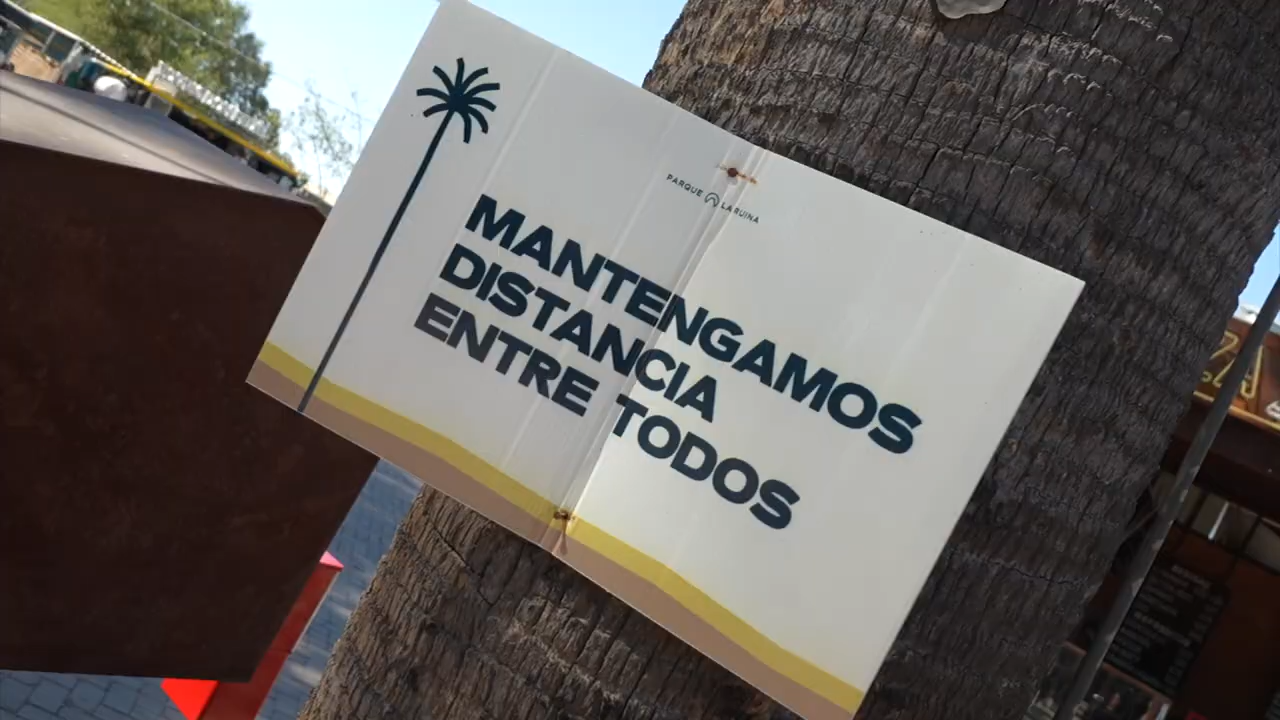 PARQUE LA RUINA
MANTENGAMOS
DISTANCIA
ENTRE TODOS